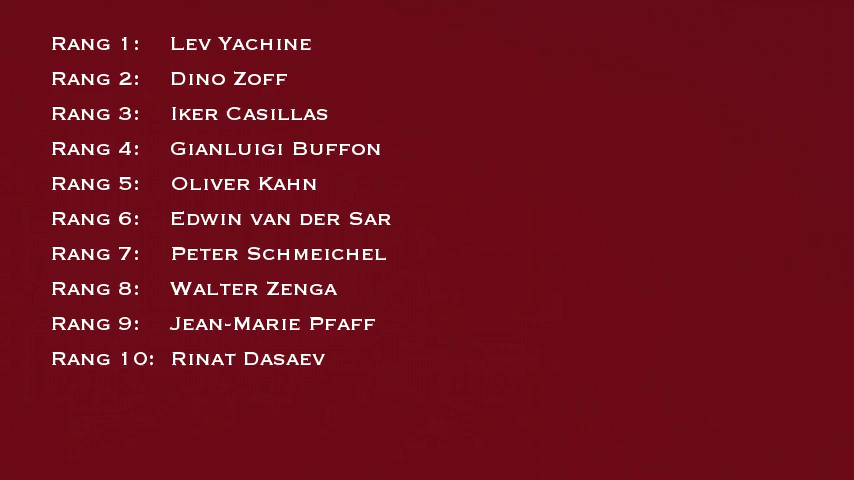 Rang 1: Lev Yachine
Rang 2: Dino Zoff
Rang 3: Iker Casillas
Rang 4: Gianluigi Buffon
Rang 5: Oliver Kahn
Rang 6: Edwin van der Sar
Rang 7: Peter Schmeichel
Rang 8: Walter Zenga
Rang 9: Jean-Marie Pfaff
Rang 10: Rinat Dasaev